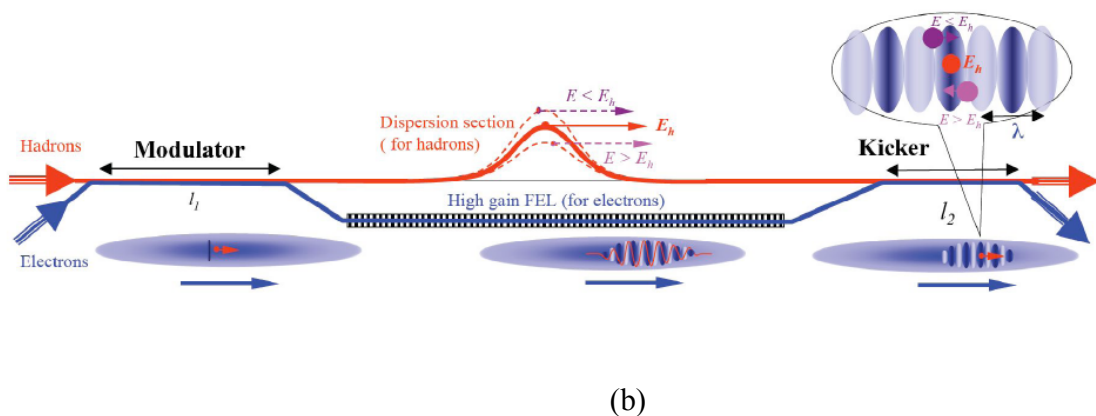 E < E_h
E_h
E > E_h
λ
E < E_h
Dispersion section
( for hadrons)
E_h
E > E_h
Hadrons
Modulator
Kicker
l_1
High gain FEL (for electrons)
l_2
Electrons
(b)